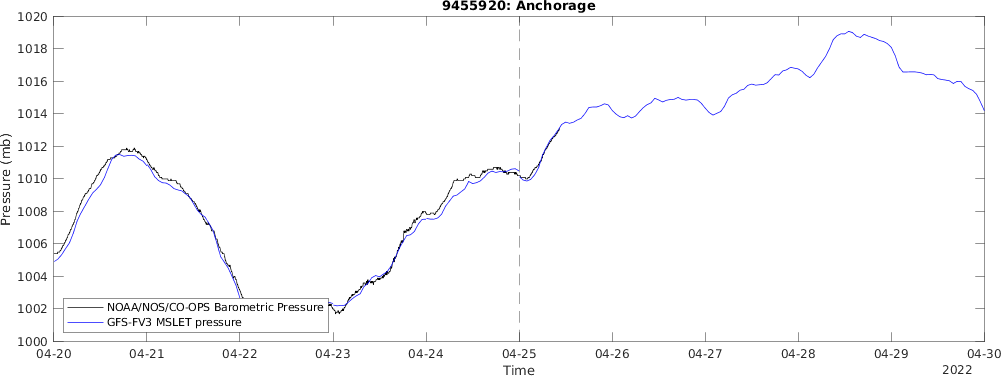 9455920: Anchorage
1020
1018
1016
1014
1012
1010
1008
1006
1004
1002
1000
Pressure (mb)
NOAA/NOS/CO-OPS Barometric Pressure
GFS-FV3 MSLET pressure
04-20 04-21 04-22 04-23 04-24 04-25 04-26 04-27 04-28 04-29 04-30
Time
2022